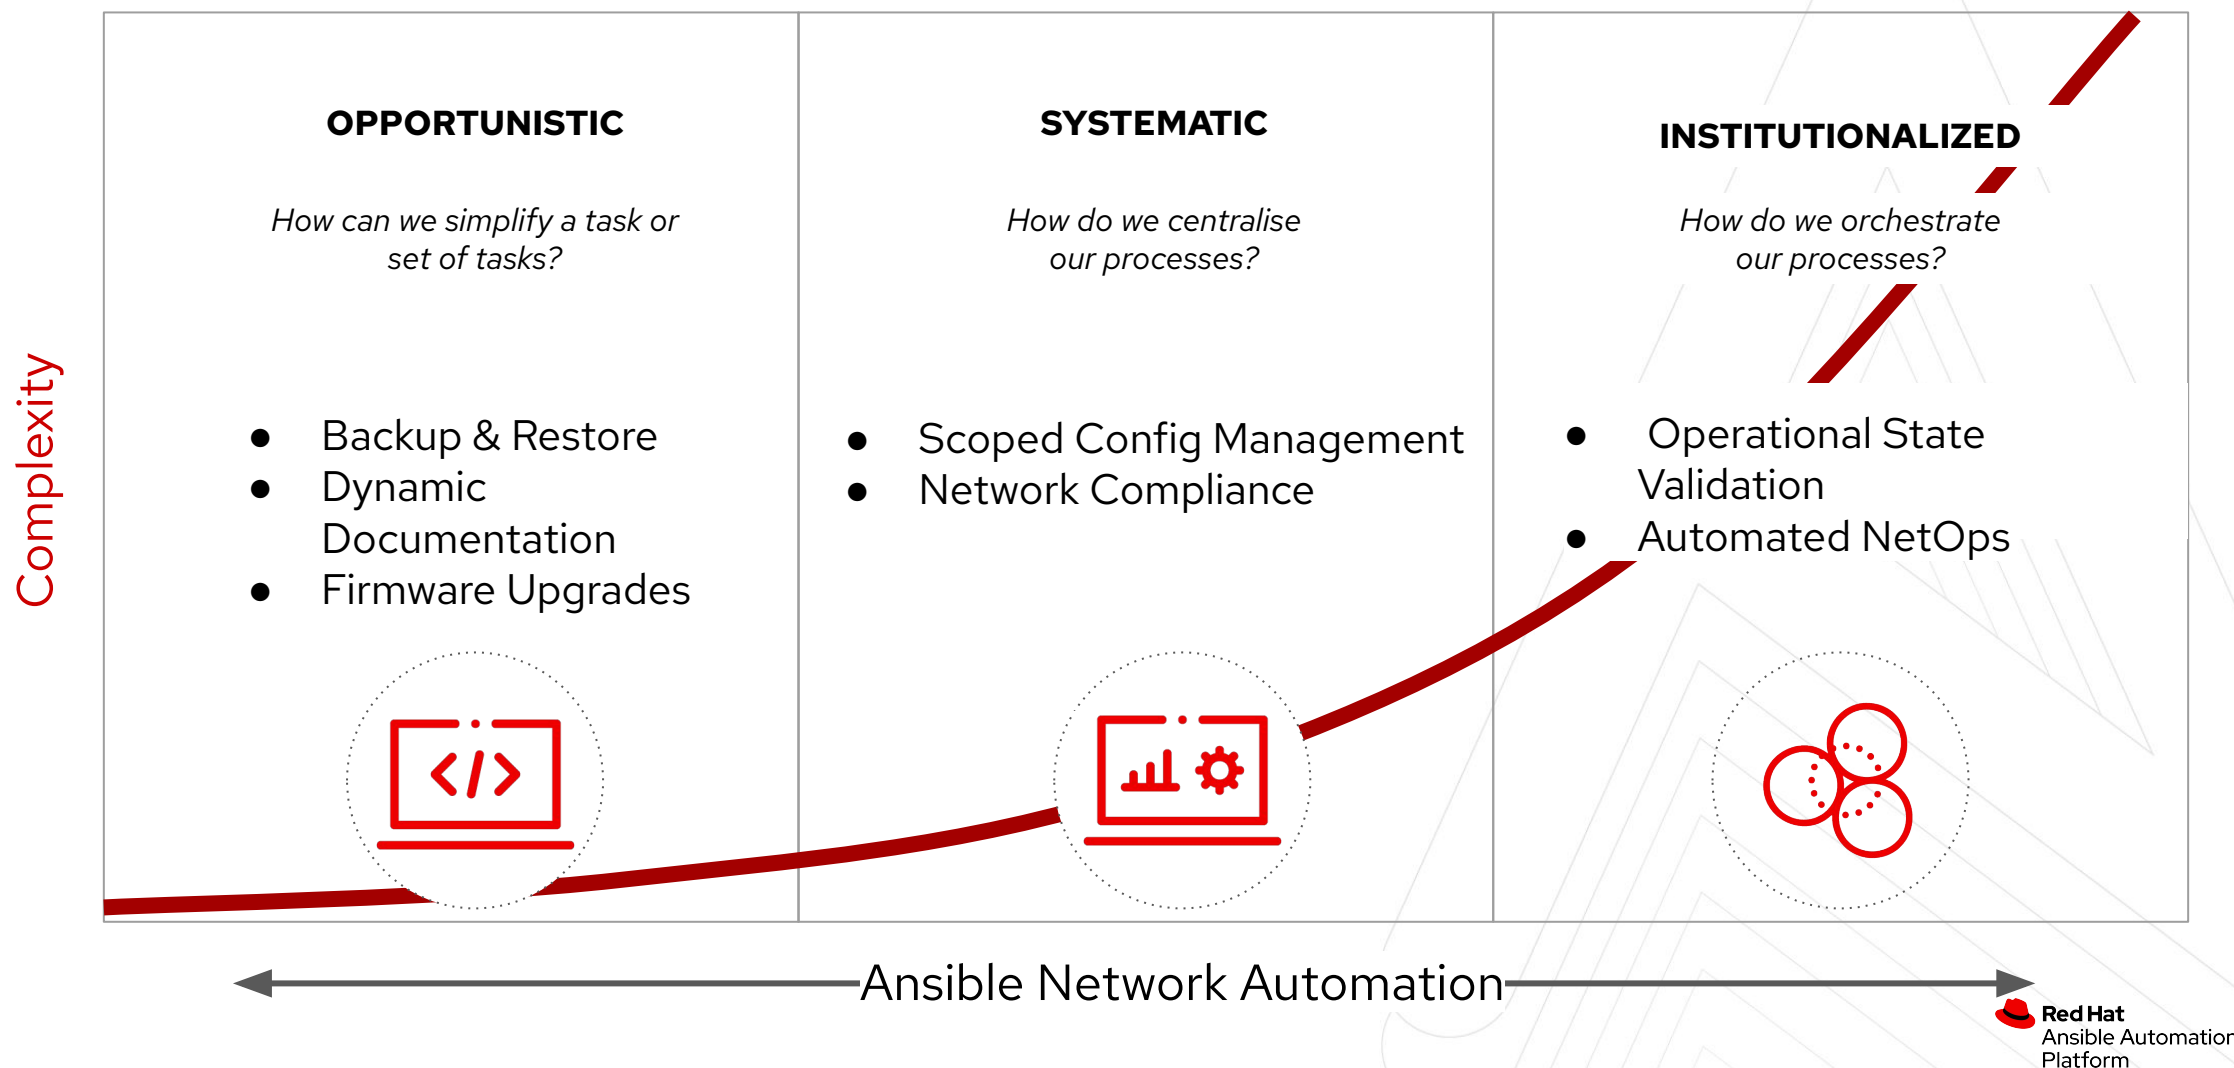 Complexity
OPPORTUNISTIC
How can we simplify a task or
set of tasks?
● Backup & Restore
● Dynamic
Documentation
● Firmware Upgrades
</>
SYSTEMATIC
How do we centralise
our processes?
● Scoped Config Management
● Network Compliance
INSTITUTIONALIZED
How do we orchestrate
our processes?
● Operational State
Validation
● Automated NetOps
Ansible Network Automation
Red Hat
Ansible Automation
Platform